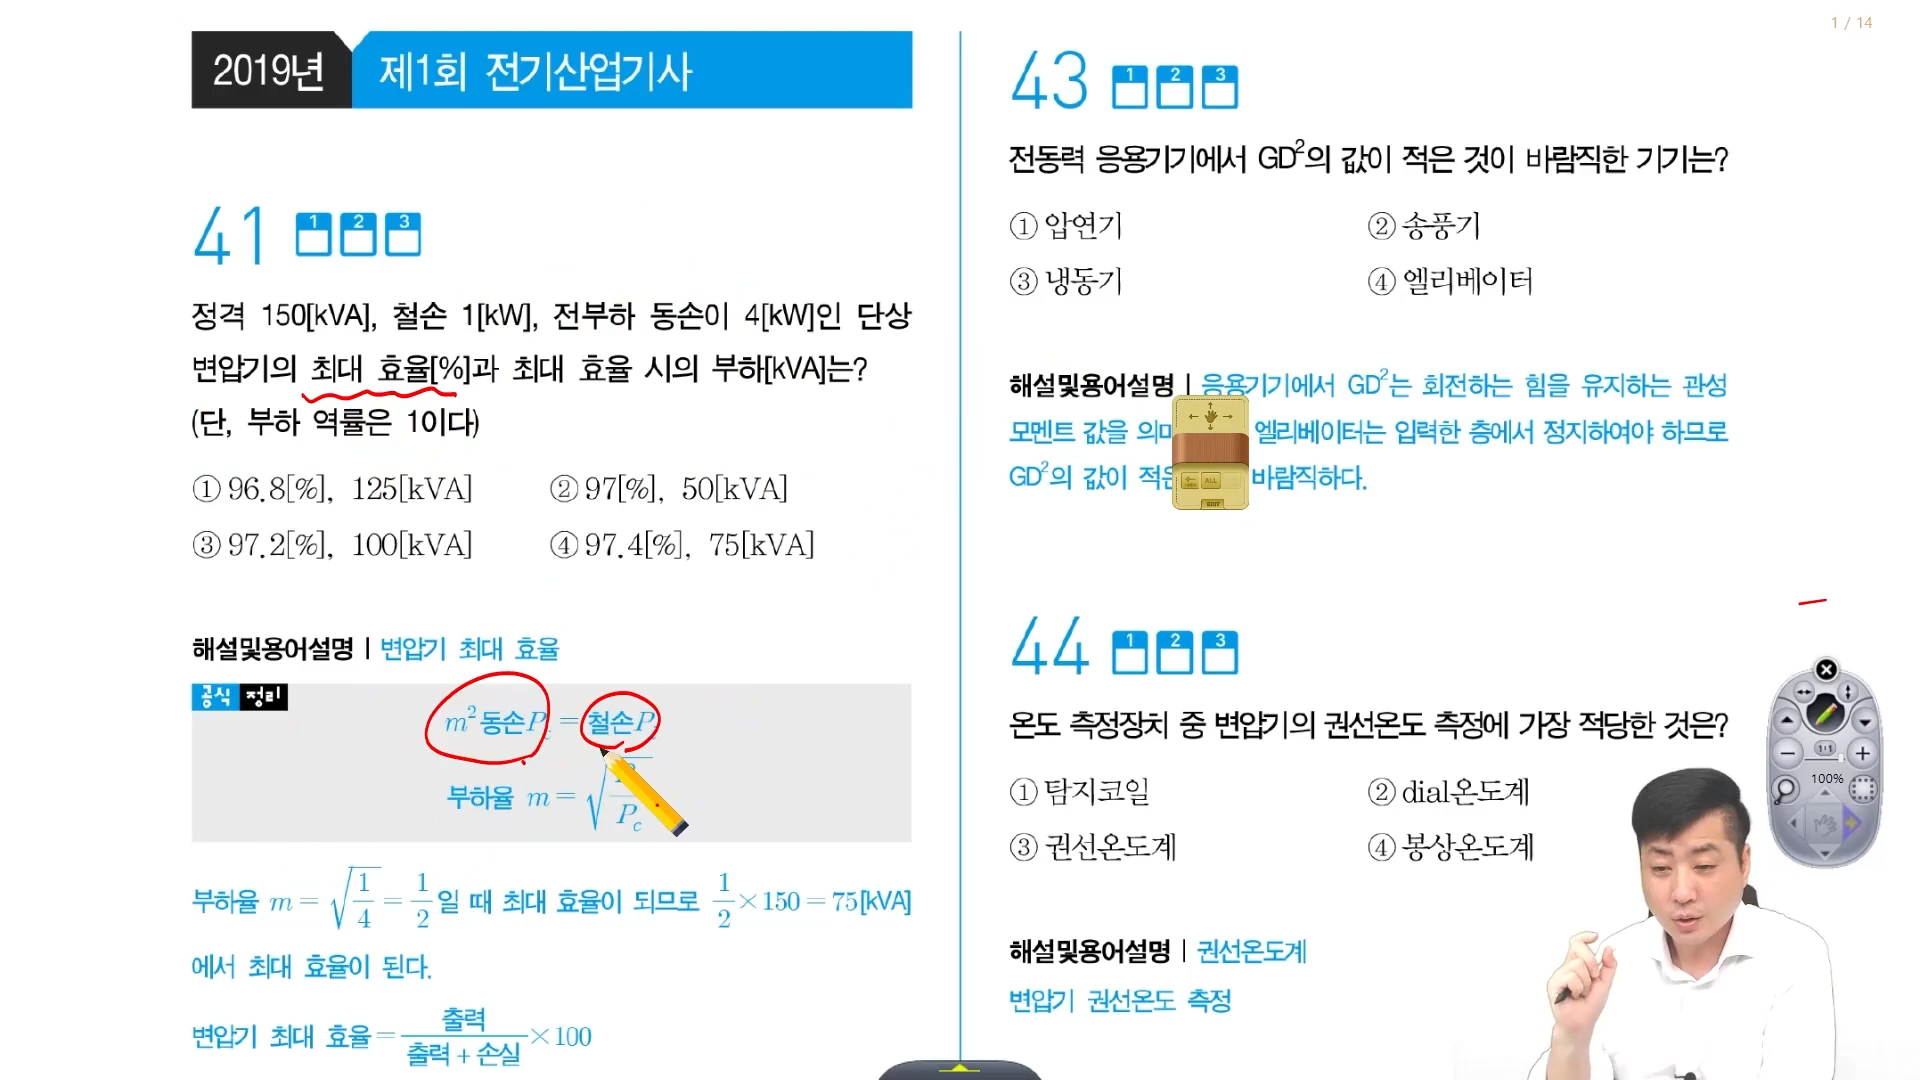 1 / 14
2019년 제1회 전기산업기사
41 1 2 3
정격 150[kVA], 철손 1[kW], 전부하 동손이 4[kW]인 단상
변압기의 최대 효율[%]과 최대 효율 시의 부하[kVA]는?
(단, 부하 역률은 1이다)
① 96.8[%], 125[kVA] ② 97[%], 50[kVA]
③ 97.2[%], 100[kVA] ④ 97.4[%], 75[kVA]
해설및용어설명 | 변압기 최대 효율
공식 정리
m² 동손P = 철손P
부하율 m = √ P_c
부하율 m = √1/4 = 1/2일 때 최대 효율이 되므로 1/2 × 150 = 75[kVA]
에서 최대 효율이 된다.
변압기 최대 효율 = 출력/출력 + 손실 × 100
43 1 2 3
전동력 응용기기에서 GD²의 값이 적은 것이 바람직한 기기는?
① 압연기 ② 송풍기
③ 냉동기 ④ 엘리베이터
해설및용어설명 | 응용기기에서 GD²는 회전하는 힘을 유지하는 관성
모멘트 값을 엘리베이터는 입력한 층에서 정지하여야 하므로
GD²의 값이 바람직하다.
44 1 2 3
온도 측정장치 중 변압기의 권선온도 측정에 가장 적당한 것은?
① 탐지코일 ② dial온도계
③ 권선온도계 ④ 봉상온도계
해설및용어설명 | 권선온도계
변압기 권선온도 측정
ALL
EXIT
1:1
100%